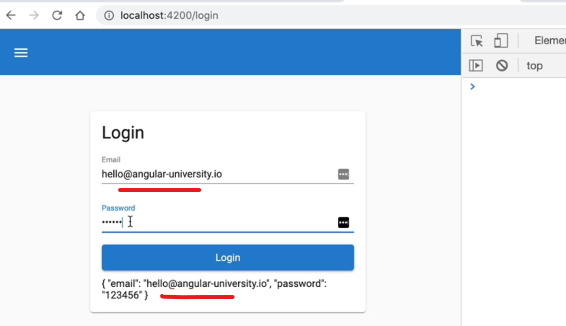 localhost:4200/login
Elemen
top
Login
Email
hello@angular-university.io
Password
••••••
Login
{ "email": "hello@angular-university.io", "password":
"123456" }